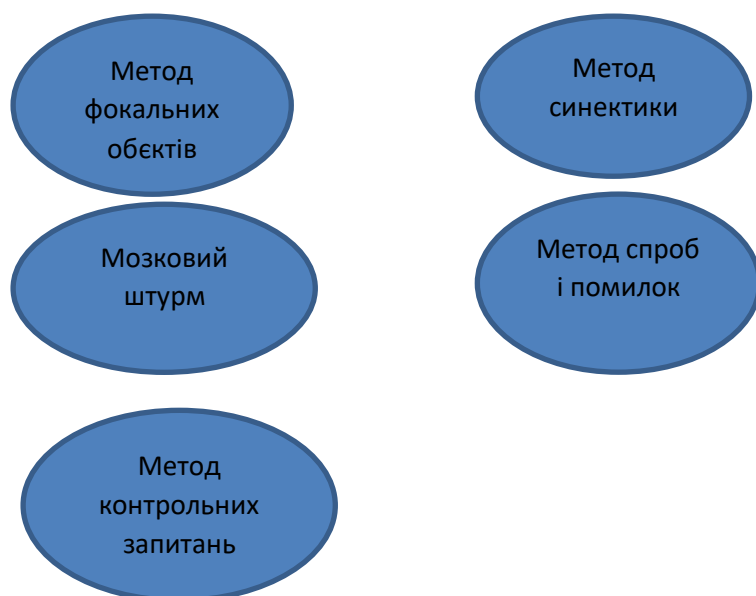 Метод
фокальних
обєктів
Метод
синектики
Мозковий
штурм
Метод спроб
і помилок
Метод
контрольних
запитань